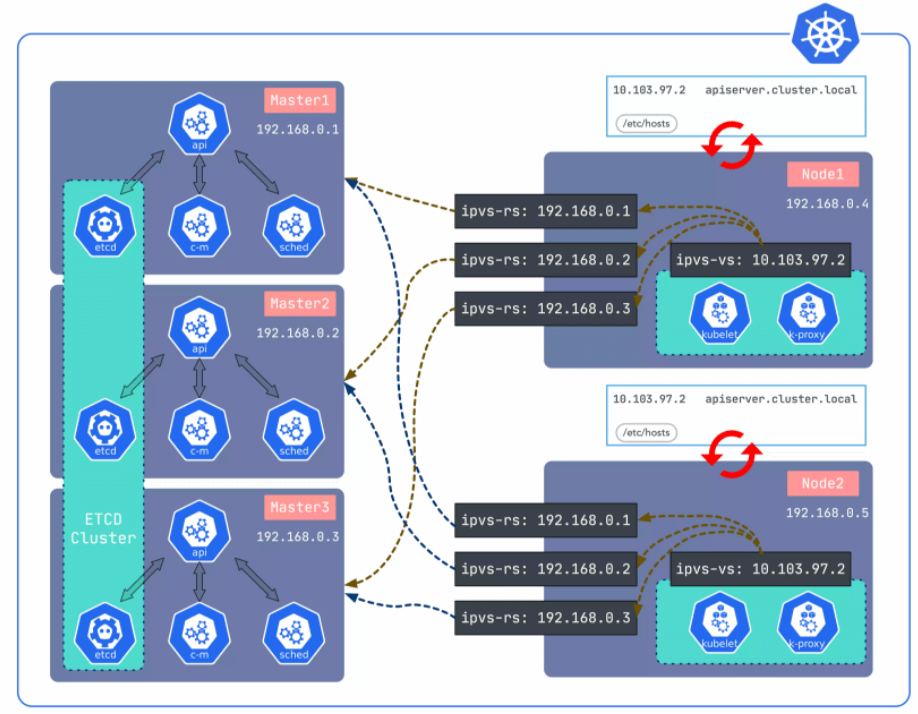 Master1
192.168.0.1
api
etcd
c-m
sched
Master2
192.168.0.2
api
etcd
c-m
sched
Master3
192.168.0.3
api
ETCD
Cluster
etcd
c-m
sched
10.103.97.2 apiserver.cluster.local
/etc/hosts
Node1
192.168.0.4
ipvs-rs: 192.168.0.1
ipvs-rs: 192.168.0.2
ipvs-vs: 10.103.97.2
ipvs-rs: 192.168.0.3
kubelet
k-proxy
10.103.97.2 apiserver.cluster.local
/etc/hosts
Node2
192.168.0.5
ipvs-rs: 192.168.0.1
ipvs-rs: 192.168.0.2
ipvs-vs: 10.103.97.2
ipvs-rs: 192.168.0.3
kubelet
k-proxy